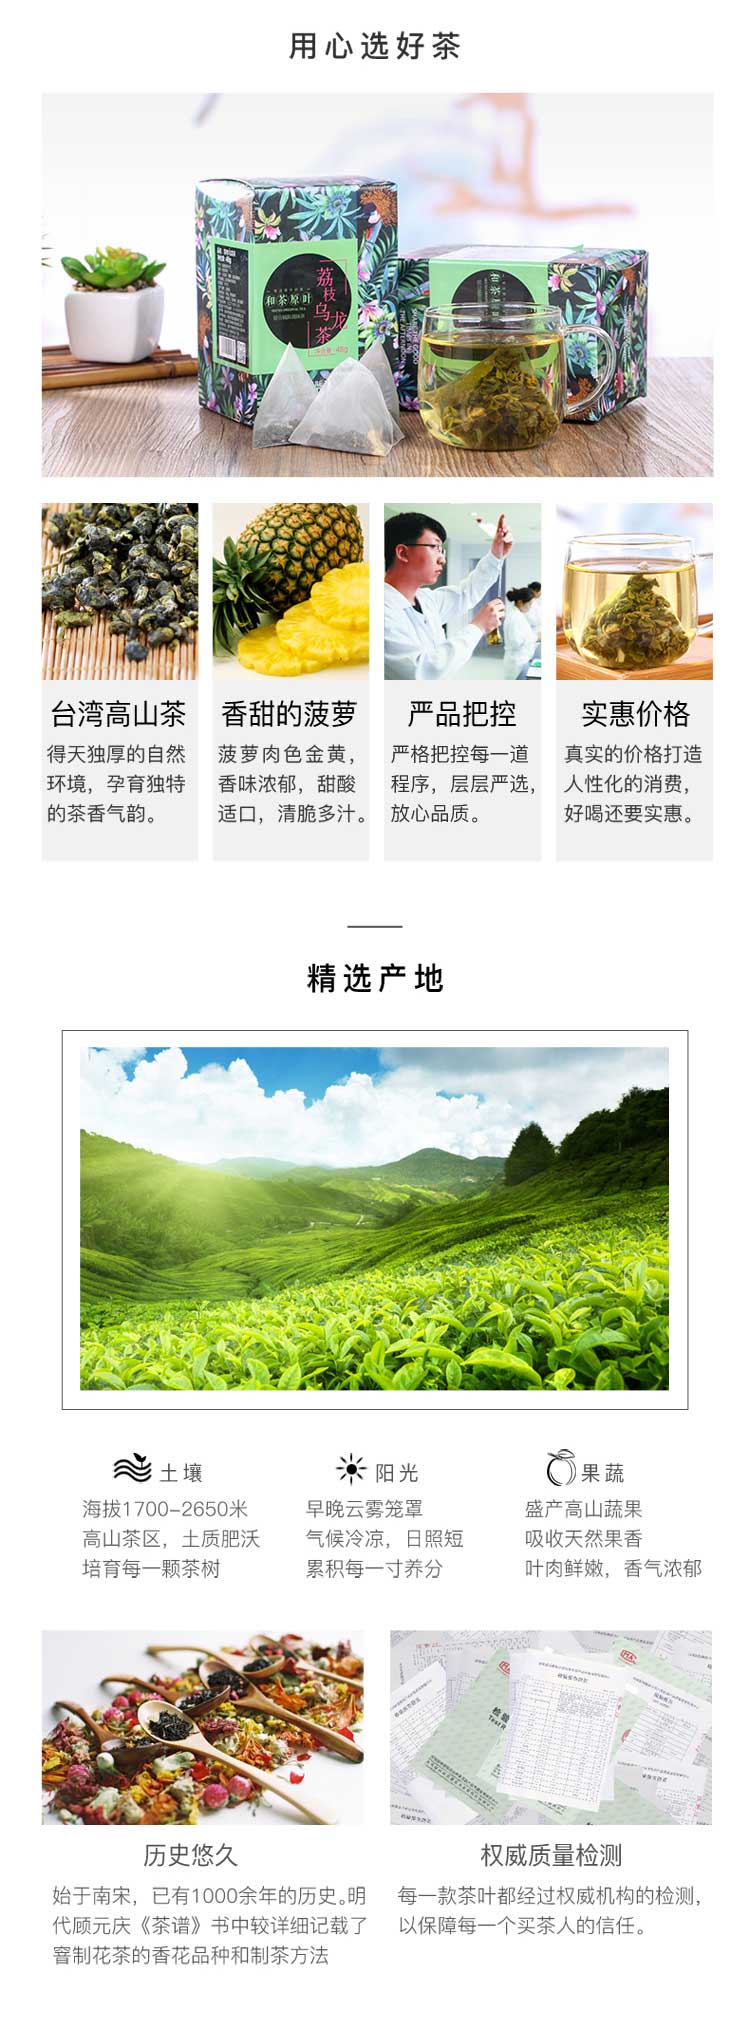 用心选好茶
和茶原叶
荔枝
乌龙
茶
净含量:48g
和茶原叶
台湾高山茶
得天独厚的自然
环境，孕育独特
的茶香气韵。
香甜的菠萝
菠萝肉色金黄，
香味浓郁，甜酸
适口，清脆多汁。
严品把控
严格把控每一道
程序，层层严选，
放心品质。
实惠价格
真实的价格打造
人性化的消费，
好喝还要实惠。
精选产地
土壤
海拔1700-2650米
高山茶区，土质肥沃
培育每一颗茶树
阳光
早晚云雾笼罩
气候冷凉，日照短
累积每一寸养分
果蔬
盛产高山蔬果
吸收天然果香
叶肉鲜嫩，香气浓郁
历史悠久
始于南宋，已有1000余年的历史。明
代顾元庆《茶谱》书中较详细记载了
窨制花茶的香花品种和制茶方法
权威质量检测
每一款茶叶都经过权威机构的检测，
以保障每一个买茶人的信任。